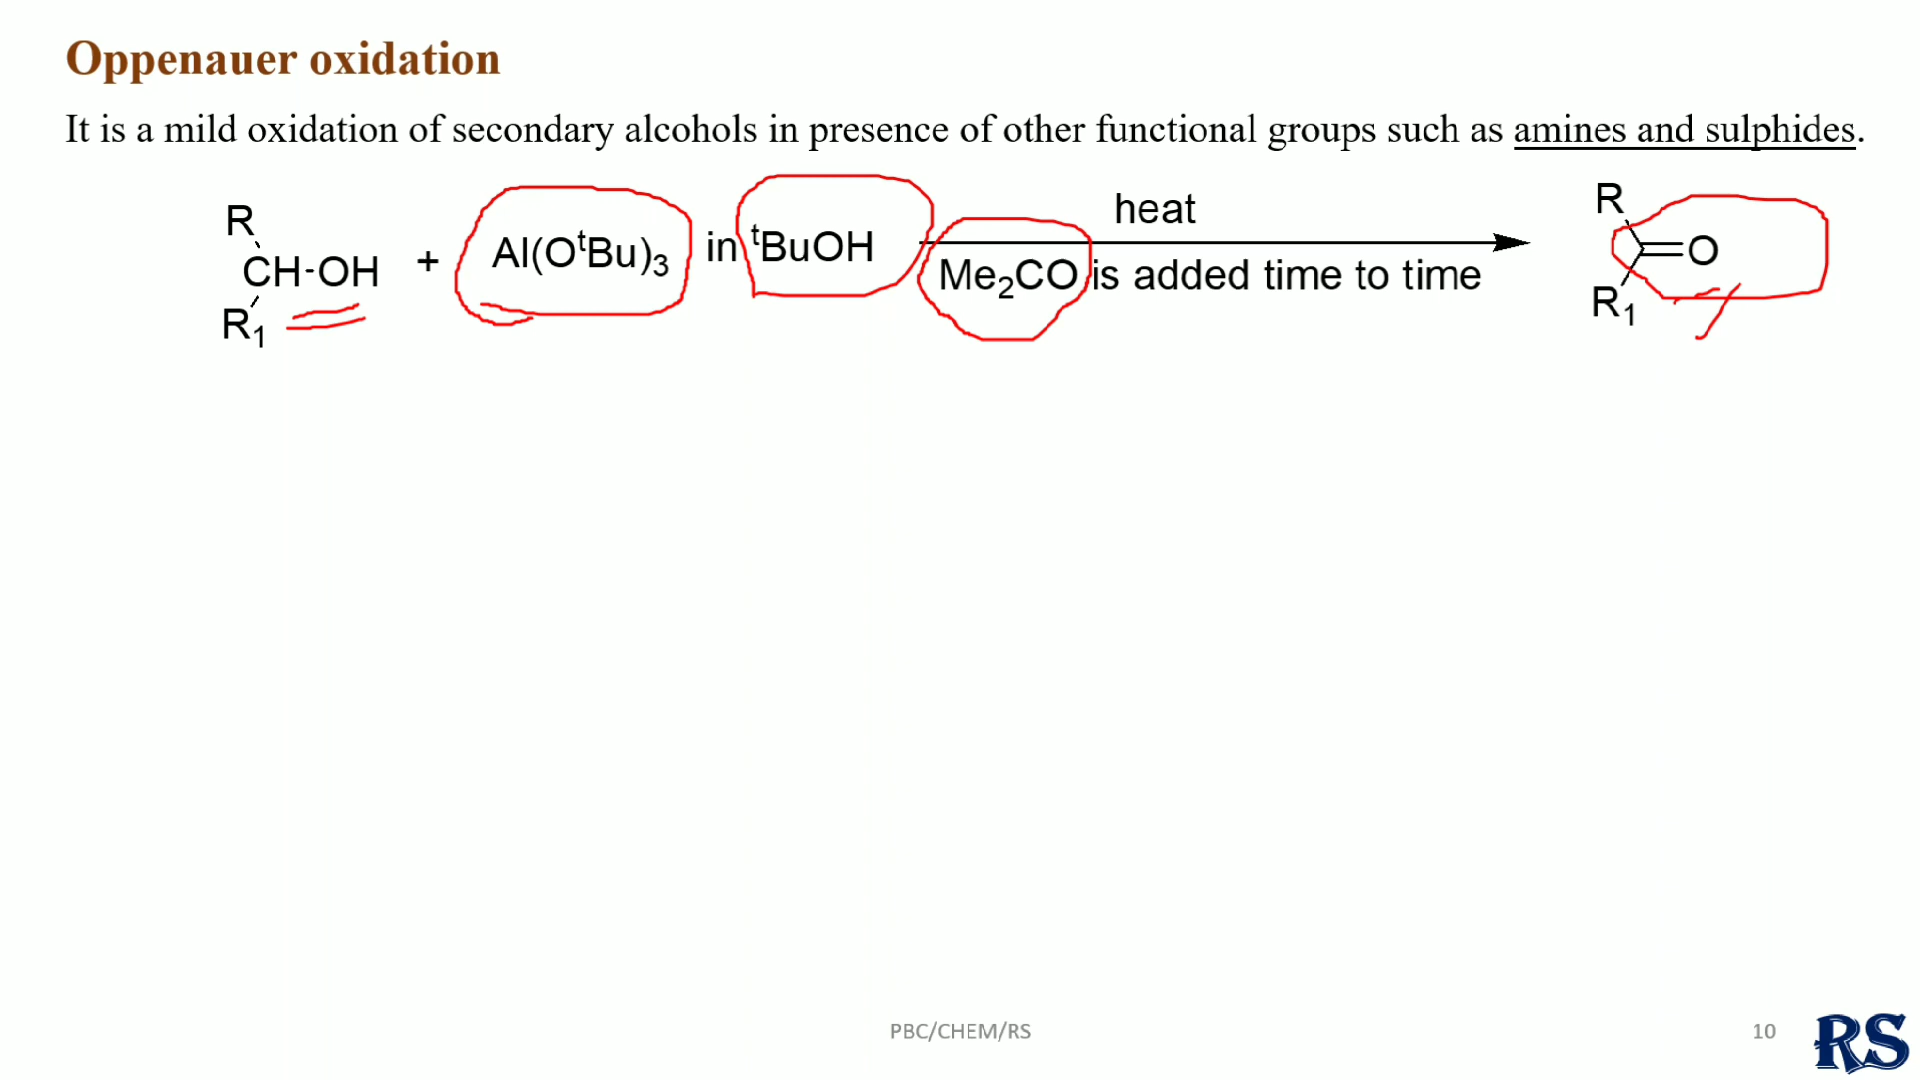 Oppenauer oxidation
It is a mild oxidation of secondary alcohols in presence of other functional groups such as amines and sulphides.
R
CH-OH
R₁
+ Al(OᵗBu)₃ in ᵗBuOH
heat
Me₂CO is added time to time
R
=O
R₁
PBC/CHEM/RS
10
RS